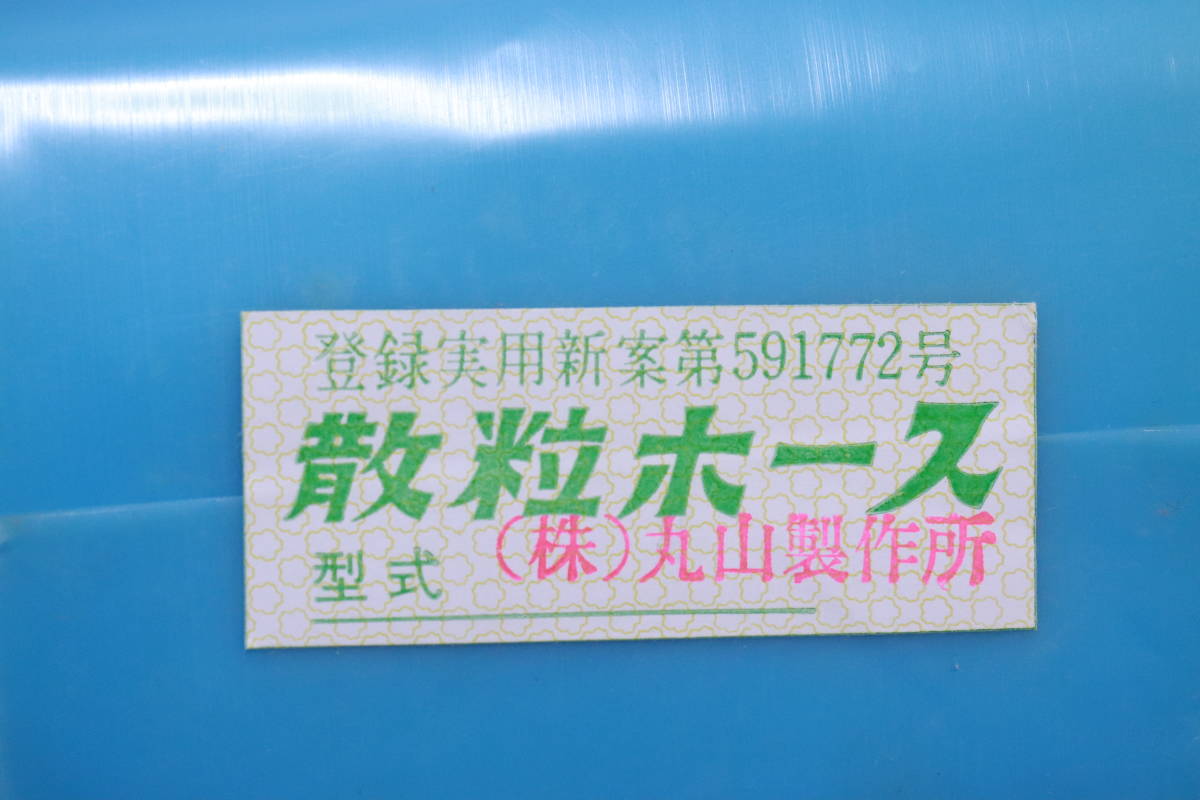 登録実用新案第591772号
散粒ホース
(株)丸山製作所
型式